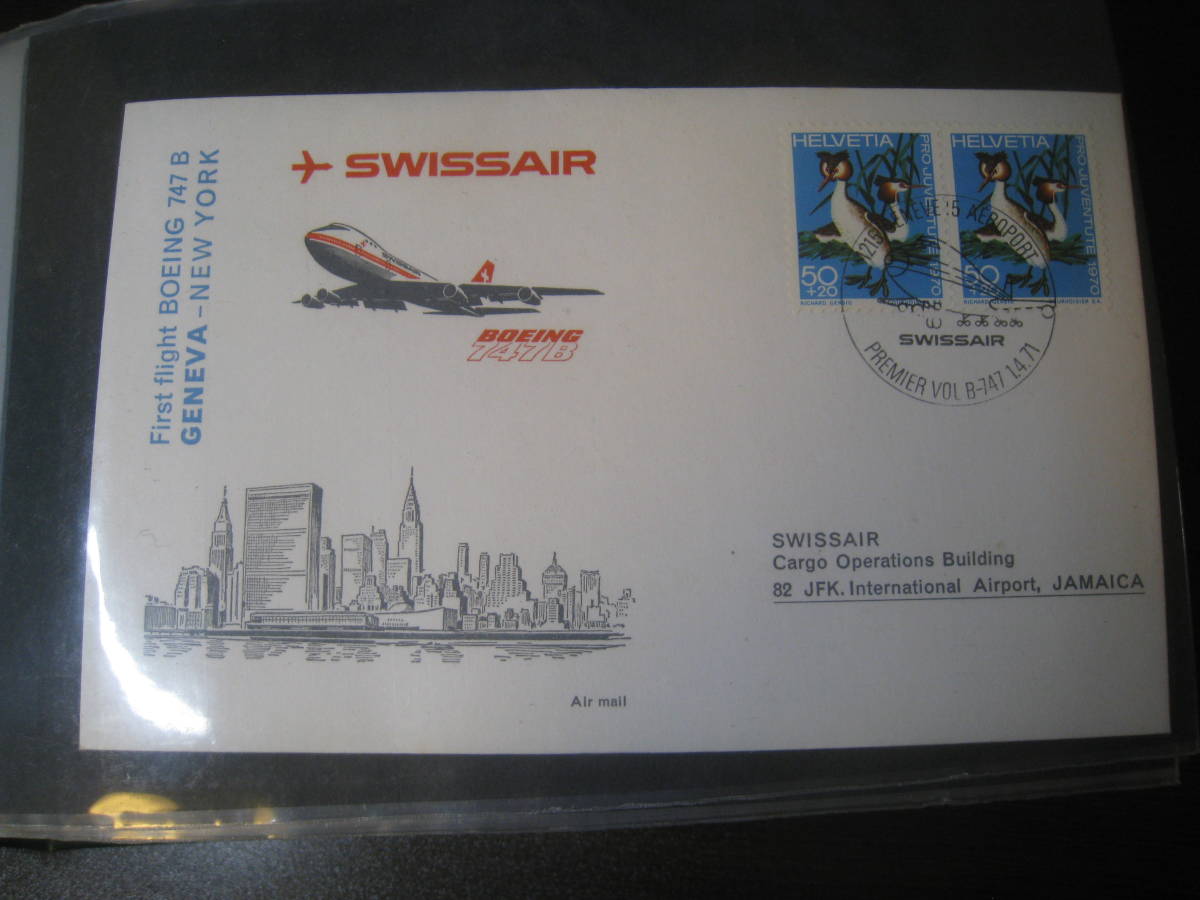 First flight BOEING 747 B
GENEVA – NEW YORK
SWISSAIR
BOEING
747B
HELVETIA
PRO JUVENTUTE 1970
50
+20
HELVETIA
PRO JUVENTUTE 1970
50
+20
AÉROPORT
SWISSAIR
PREMIER VOL B-747 1.4.71
SWISSAIR
Cargo Operations Building
82 JFK. International Airport, JAMAICA
Air mail